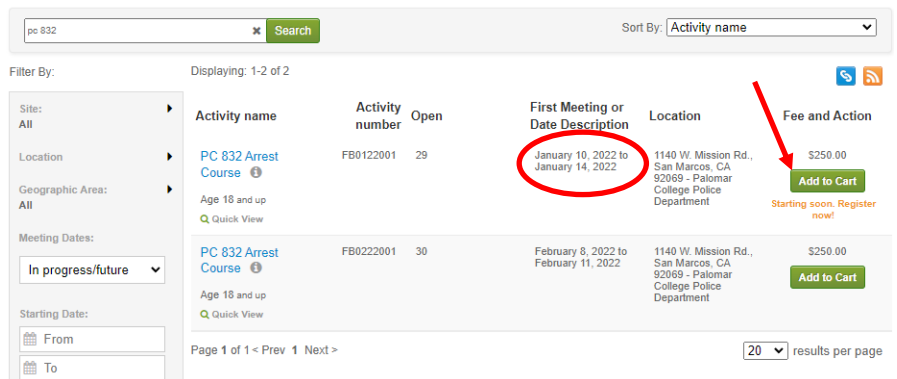 pc 832
Search
Sort By:
Activity name
Filter By:
Displaying: 1-2 of 2
Site:
All
Location
Geographic Area:
All
Meeting Dates:
In progress/future
Starting Date:
From
To
Activity name
Activity
number
Open
First Meeting or
Date Description
Location
Fee and Action
PC 832 Arrest
Course
Age 18 and up
Quick View
FB0122001
29
January 10, 2022 to
January 14, 2022
1140 W. Mission Rd.,
San Marcos, CA
92069 - Palomar
College Police
Department
$250.00
Add to Cart
Starting soon. Register
now!
PC 832 Arrest
Course
Age 18 and up
Quick View
FB0222001
30
February 8, 2022 to
February 11, 2022
1140 W. Mission Rd.,
San Marcos, CA
92069 - Palomar
College Police
Department
$250.00
Add to Cart
Page 1 of 1 < Prev 1 Next >
20 results per page